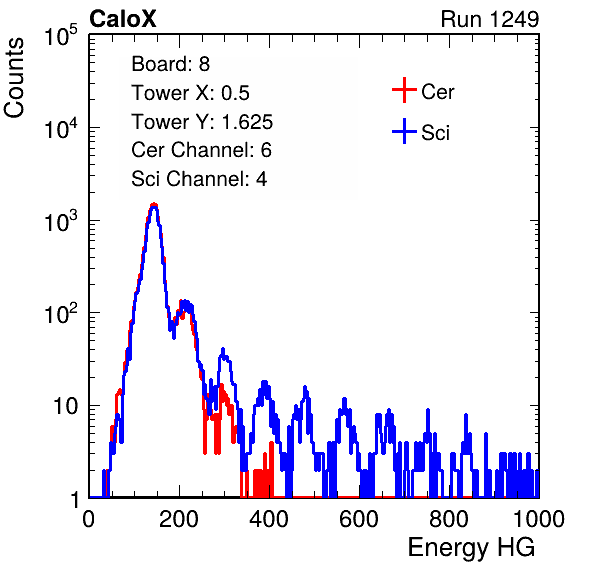 CaloX
Run 1249
Counts
10^5
10^4
10^3
10^2
10
1
Board: 8
Tower X: 0.5
Tower Y: 1.625
Cer Channel: 6
Sci Channel: 4
Cer
Sci
0 200 400 600 800 1000
Energy HG